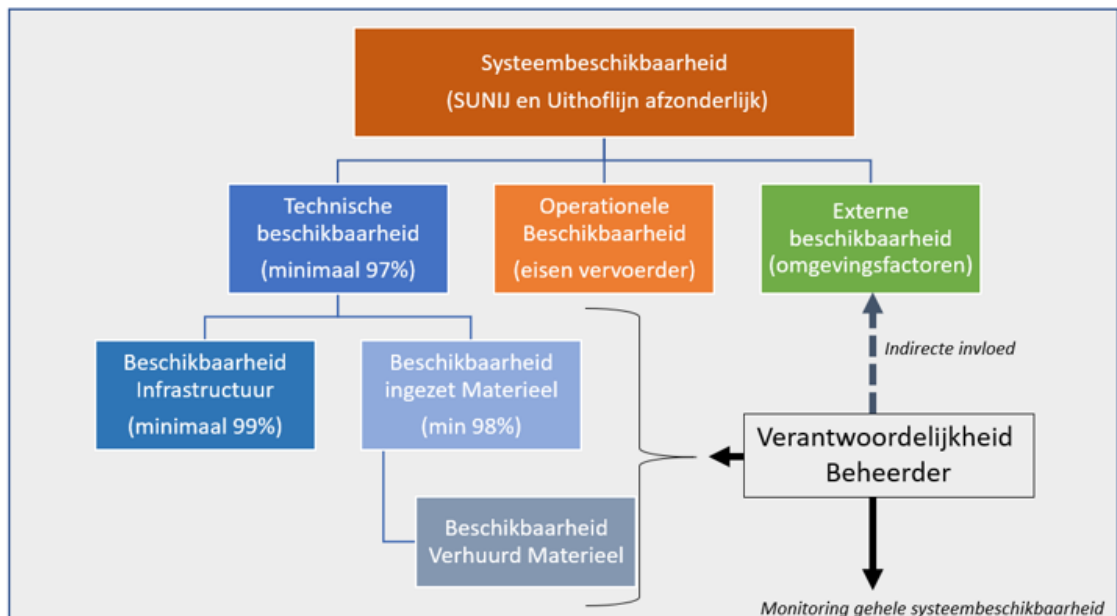 Systeembeschikbaarheid
(SUNIJ en Uithoflijn afzonderlijk)
Technische
beschikbaarheid
(minimaal 97%)
Operationele
Beschikbaarheid
(eisen vervoerder)
Externe
beschikbaarheid
(omgevingsfactoren)
Beschikbaarheid
Infrastructuur
(minimaal 99%)
Beschikbaarheid
ingezet Materieel
(min 98%)
Indirecte invloed
Verantwoordelijkheid
Beheerder
Beschikbaarheid
Verhuurd Materieel
Monitoring gehele systeembeschikbaarheid